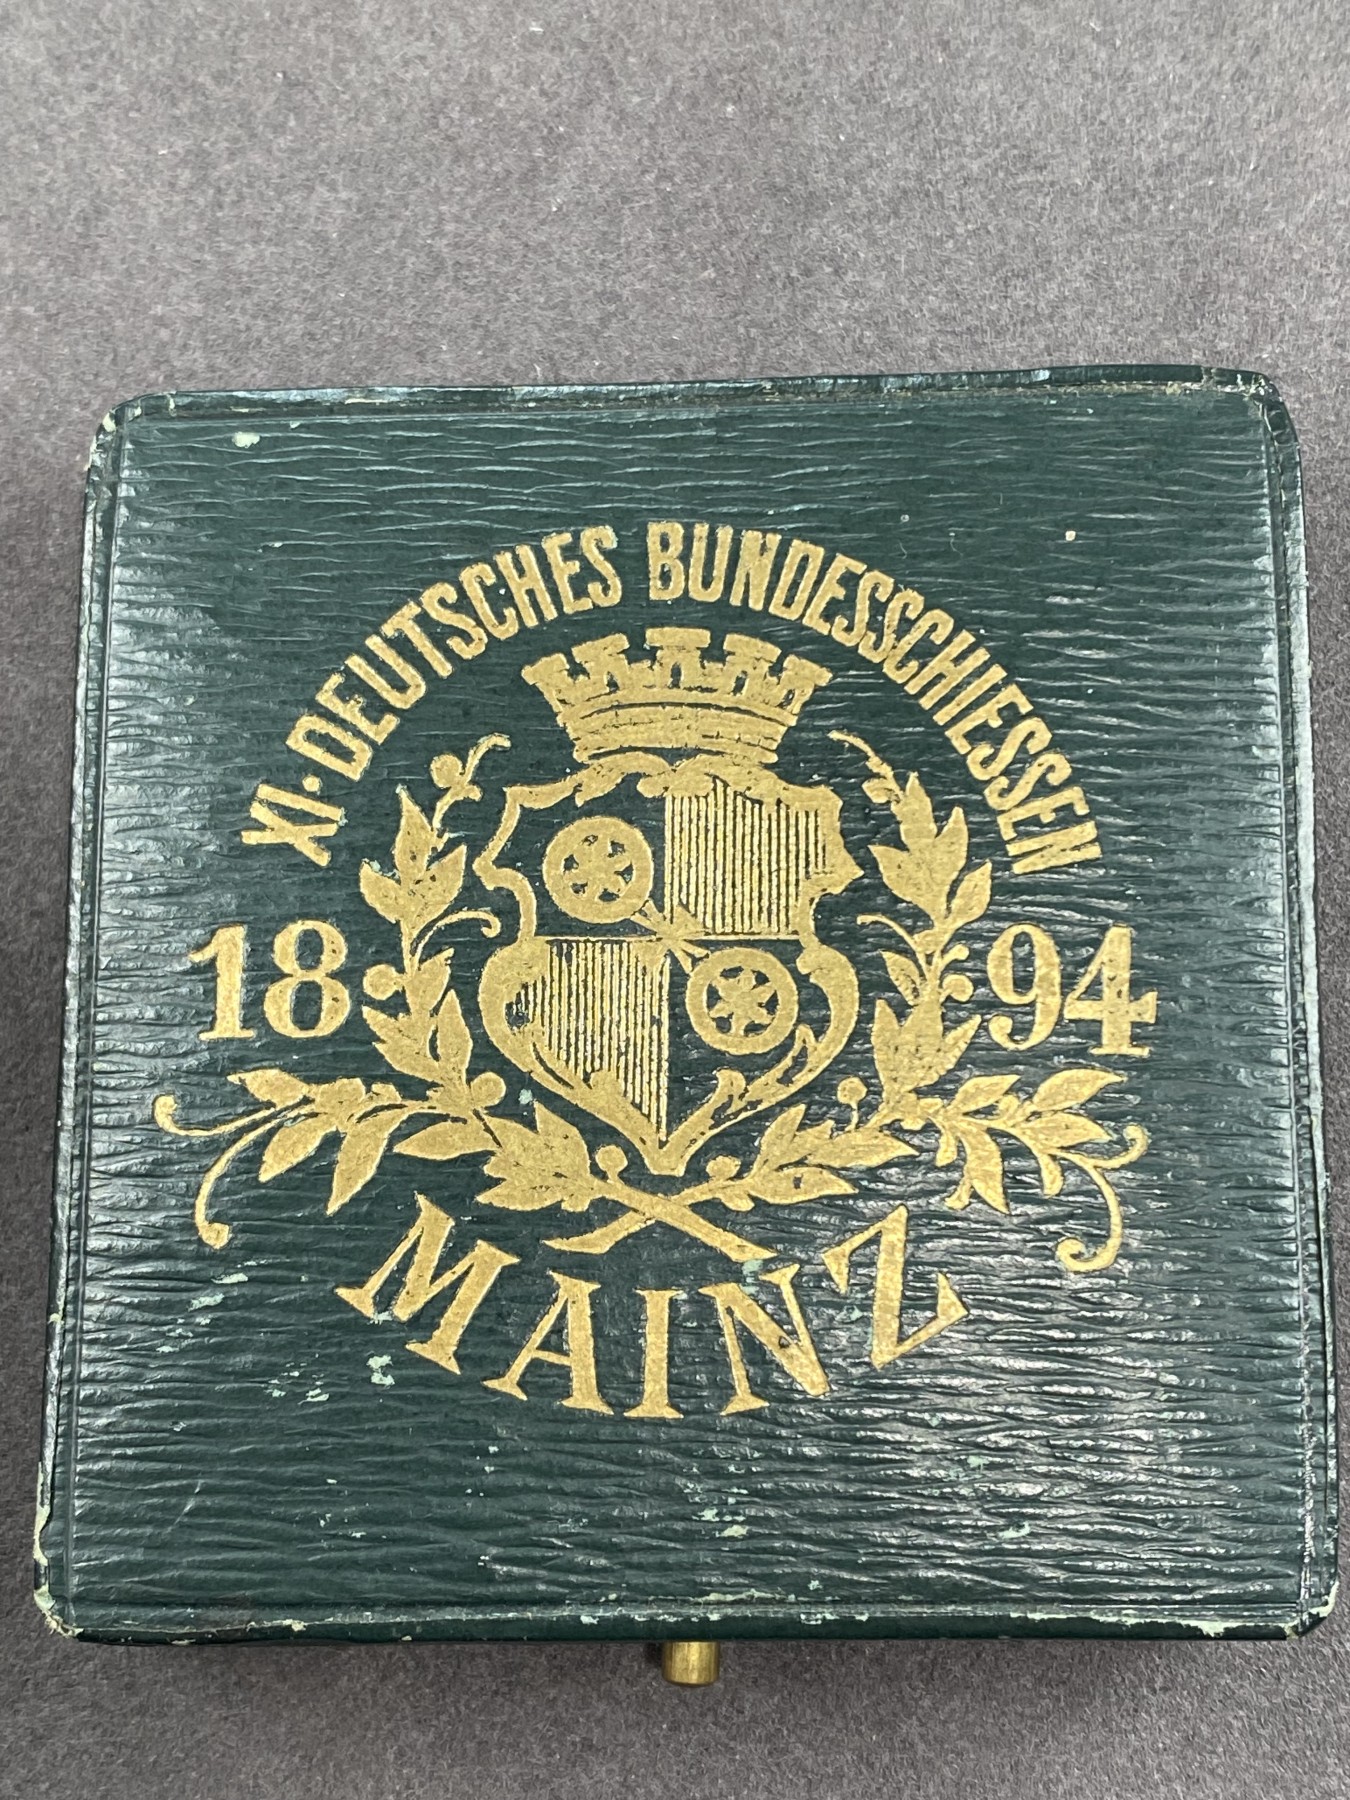 XI · DEUTSCHES BUNDESSCHIESSEN
18 94
MAINZ